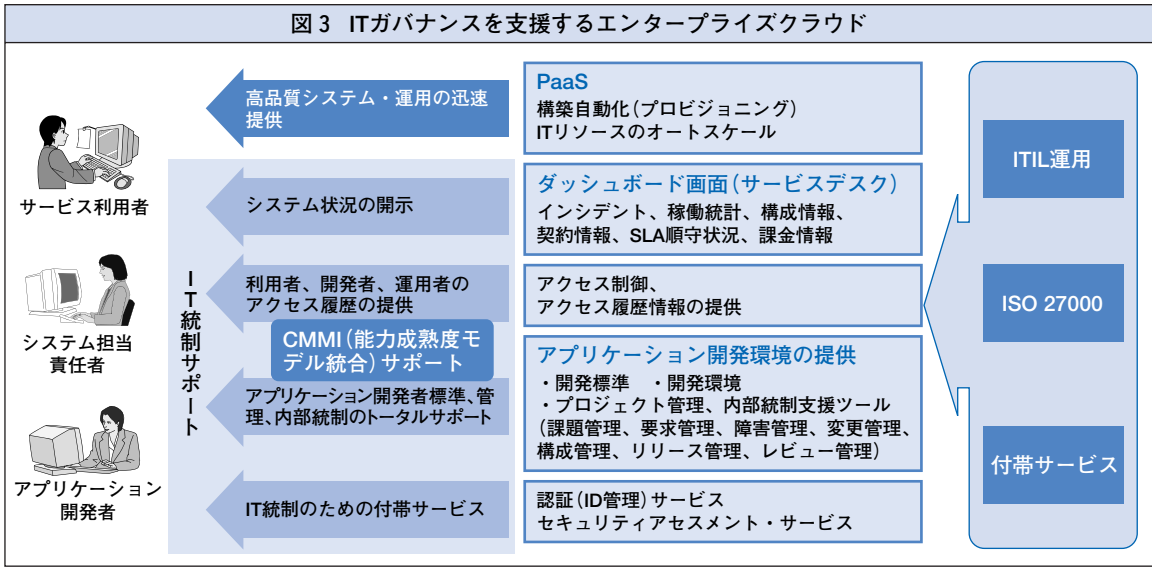 図3 ITガバナンスを支援するエンタープライズクラウド
サービス利用者
システム担当
責任者
アプリケーション
開発者
IT統制サポート
高品質システム・運用の迅速
提供
システム状況の開示
利用者、開発者、運用者の
アクセス履歴の提供
CMMI(能力成熟度モ
デル統合)サポート
アプリケーション開発者標準、管
理、内部統制のトータルサポート
IT統制のための付帯サービス
PaaS
構築自動化(プロビジョニング)
ITリソースのオートスケール
ダッシュボード画面(サービスデスク)
インシデント、稼働統計、構成情報、
契約情報、SLA順守状況、課金情報
アクセス制御、
アクセス履歴情報の提供
アプリケーション開発環境の提供
・開発標準 ・開発環境
・プロジェクト管理、内部統制支援ツール
(課題管理、要求管理、障害管理、変更管理、
構成管理、リリース管理、レビュー管理)
認証(ID管理)サービス
セキュリティアセスメント・サービス
ITIL運用
ISO 27000
付帯サービス